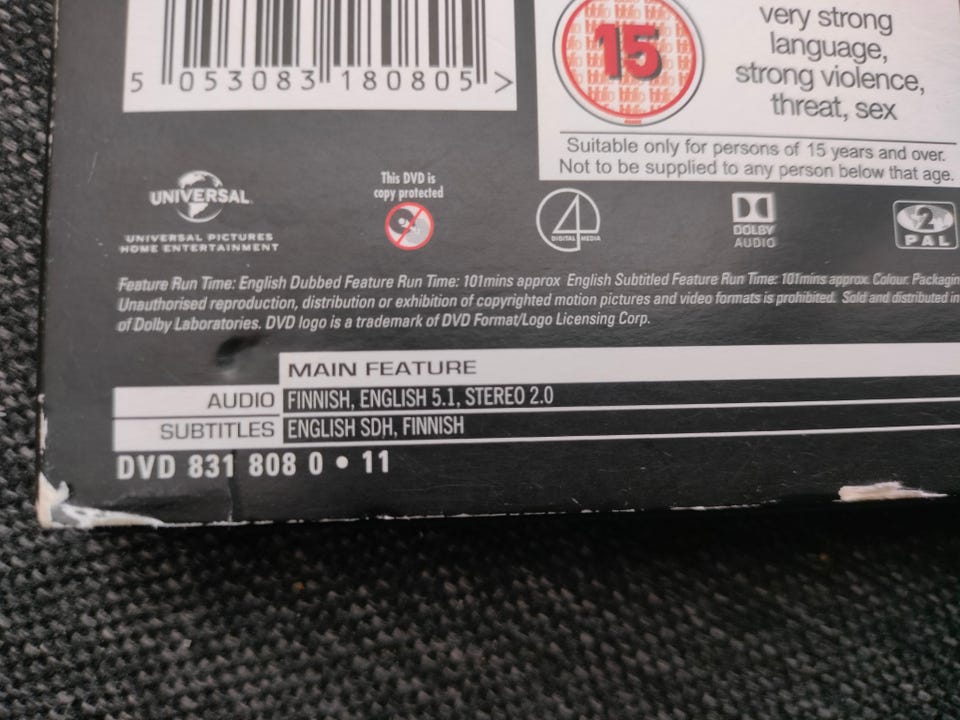 5 053083 180805 >
15
very strong
language,
strong violence,
threat, sex
Suitable only for persons of 15 years and over.
Not to be supplied to any person below that age.
UNIVERSAL
UNIVERSAL PICTURES
HOME ENTERTAINMENT
This DVD is
copy protected
4
DIGITAL MEDIA
DOLBY
AUDIO
2
PAL
Feature Run Time: English Dubbed Feature Run Time: 101mins approx English Subtitled Feature Run Time: 101mins approx. Colour. Packagin
Unauthorised reproduction, distribution or exhibition of copyrighted motion pictures and video formats is prohibited. Sold and distributed in
of Dolby Laboratories. DVD logo is a trademark of DVD Format/Logo Licensing Corp.
MAIN FEATURE
AUDIO FINNISH, ENGLISH 5.1, STEREO 2.0
SUBTITLES ENGLISH SDH, FINNISH
DVD 831 808 0 • 11